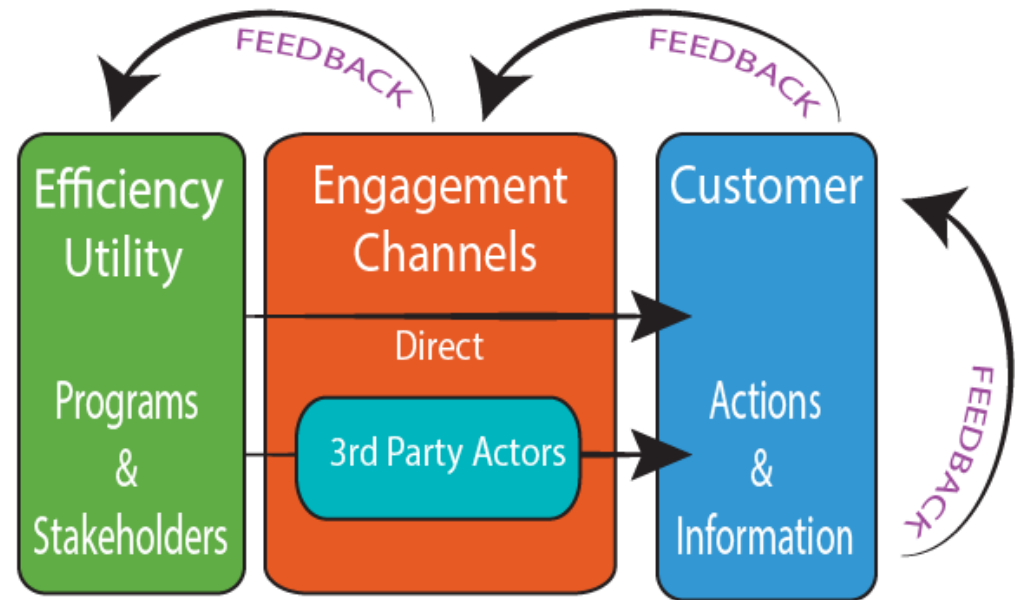 FEEDBACK
FEEDBACK
Efficiency
Utility
Programs
&
Stakeholders
Engagement
Channels
Direct
3rd Party Actors
Customer
Actions
&
Information
FEEDBACK